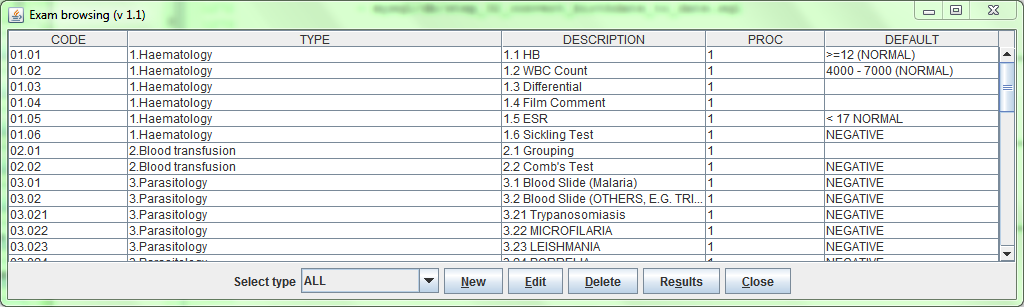 Exam browsing (v 1.1)
CODE TYPE DESCRIPTION PROC DEFAULT
01.01 1.Haematology 1.1 HB 1 >=12 (NORMAL)
01.02 1.Haematology 1.2 WBC Count 1 4000 - 7000 (NORMAL)
01.03 1.Haematology 1.3 Differential 1
01.04 1.Haematology 1.4 Film Comment 1
01.05 1.Haematology 1.5 ESR 1 < 17 NORMAL
01.06 1.Haematology 1.6 Sickling Test 1 NEGATIVE
02.01 2.Blood transfusion 2.1 Grouping 1
02.02 2.Blood transfusion 2.2 Comb's Test 1 NEGATIVE
03.01 3.Parasitology 3.1 Blood Slide (Malaria) 1 NEGATIVE
03.02 3.Parasitology 3.2 Blood Slide (OTHERS, E.G. TRI... 1 NEGATIVE
03.021 3.Parasitology 3.21 Trypanosomiasis 1 NEGATIVE
03.022 3.Parasitology 3.22 MICROFILARIA 1 NEGATIVE
03.023 3.Parasitology 3.23 LEISHMANIA 1 NEGATIVE
Select type ALL New Edit Delete Results Close